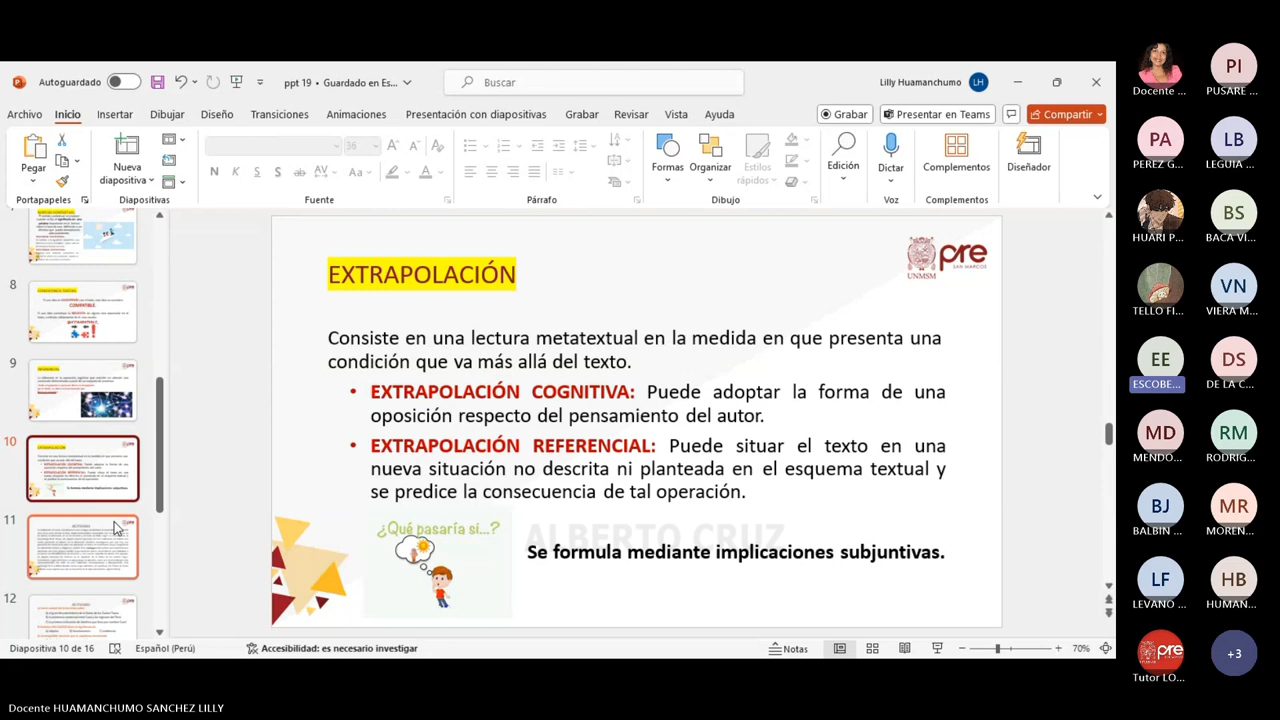 Autoguardado
ppt 19 • Guardado en Es...
Buscar
Lilly Huamanchumo
LH
Archivo
Inicio
Insertar
Dibujar
Diseño
Transiciones
Animaciones
Presentación con diapositivas
Grabar
Revisar
Vista
Ayuda
Grabar
Presentar en Teams
Compartir
Pegar
Nueva
diapositiva
36
N K S S ab AV Aa A
Formas
Organizar
Estilos
rápidos
Edición
Dictar
Complementos
Diseñador
Portapapeles
Diapositivas
Fuente
Párrafo
Dibujo
Voz
Complementos
8
9
10
11
12
EXTRAPOLACIÓN
UNMSM
pre
SAN MARCOS
Consiste en una lectura metatextual en la medida en que presenta una
condición que va más allá del texto.
• EXTRAPOLACIÓN COGNITIVA: Puede adoptar la forma de una
oposición respecto del pensamiento del autor.
• EXTRAPOLACIÓN REFERENCIAL: Puede situar el texto en una
nueva situación no descrita ni planteada en el esquema textual y
se predice la consecuencia de tal operación.
¿Qué pasaría si...?
Se formula mediante implicaciones subjuntivas.
Diapositiva 10 de 16
Español (Perú)
Accesibilidad: es necesario investigar
Notas
70%
Docente ...
PI
PUSARE ...
PA
PEREZ G...
LB
LEGUIA ...
HUARI P...
BS
BACA VI...
TELLO FI...
VN
VIERA M...
EE
ESCOBE...
DS
DE LA C...
MD
MENDO...
RM
RODRIG...
BJ
BALBIN ...
MR
MOREN...
LF
LEVANO ...
HB
HUAMAN...
pre
Tutor LO...
+3
Docente HUAMANCHUMO SANCHEZ LILLY